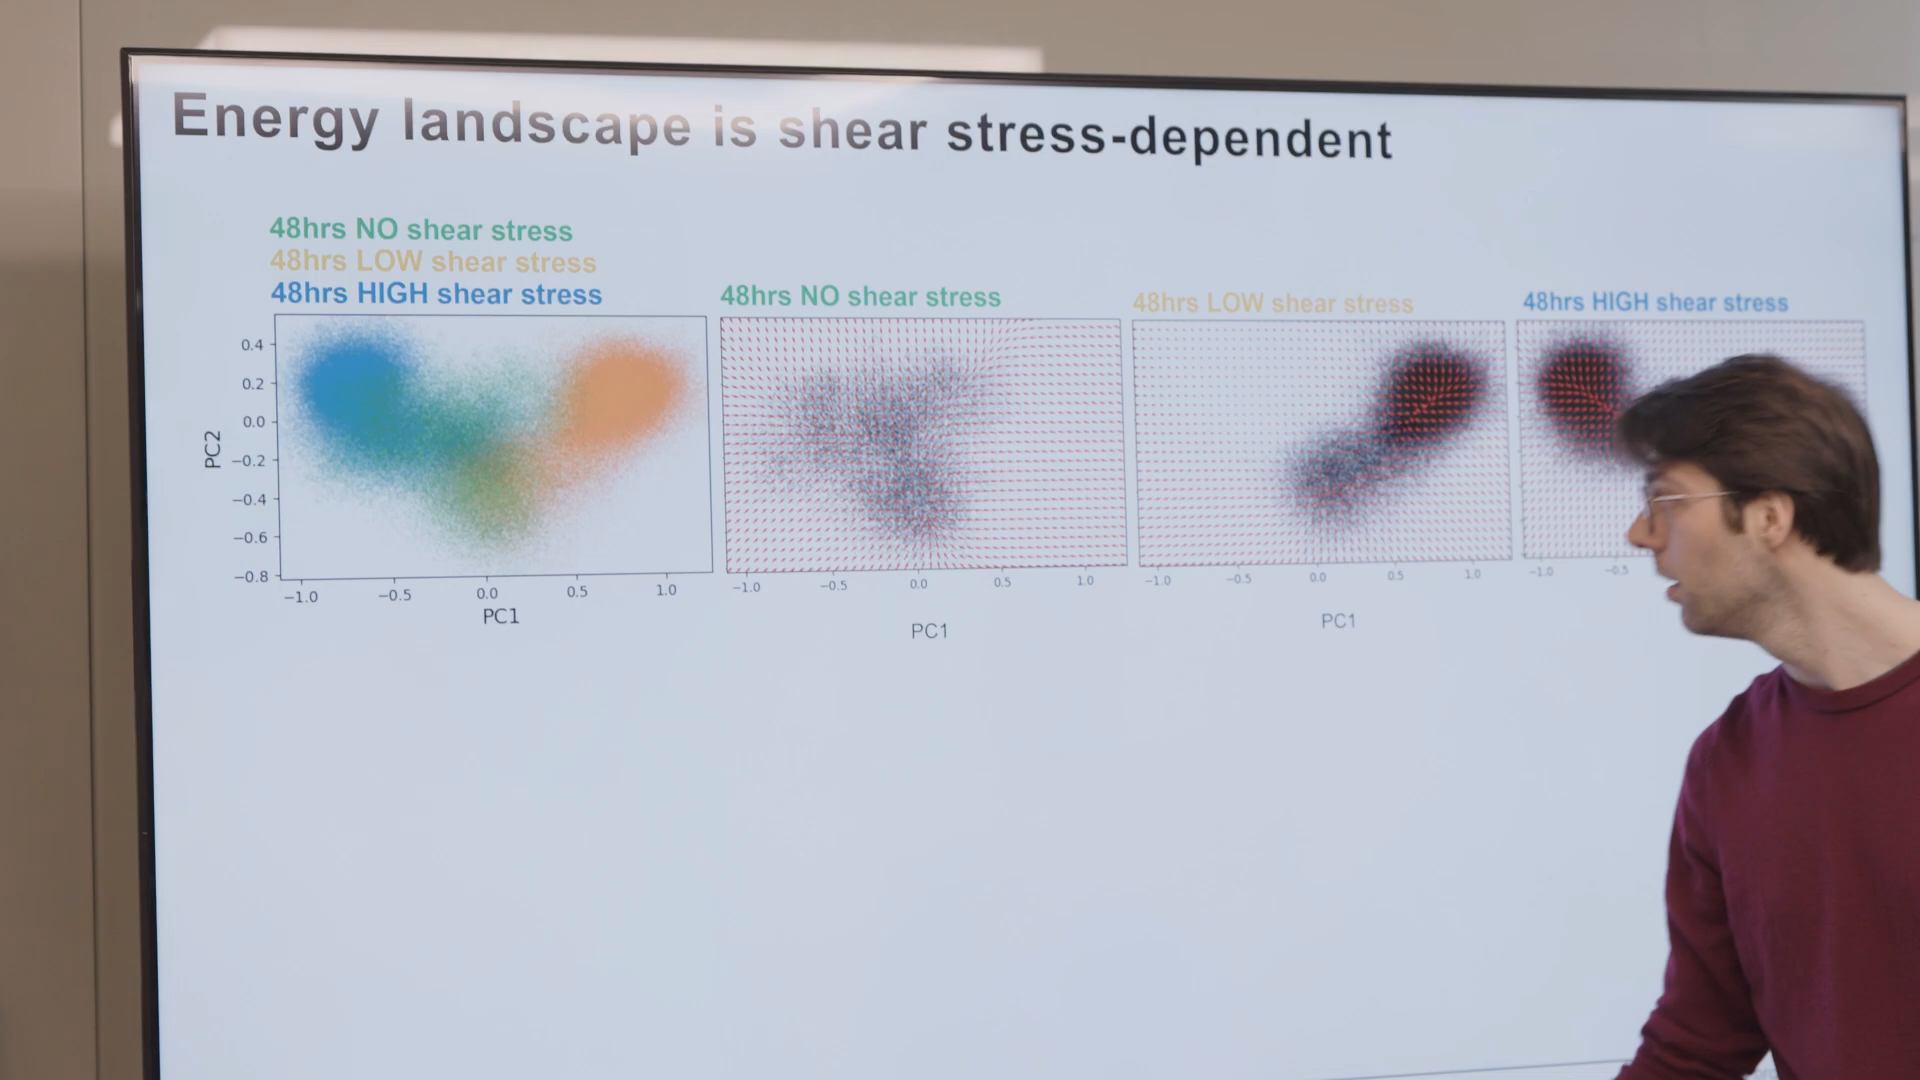 Energy landscape is shear stress-dependent
48hrs NO shear stress
48hrs LOW shear stress
48hrs HIGH shear stress
48hrs NO shear stress
48hrs LOW shear stress
48hrs HIGH shear stress
0.4
0.2
0.0
−0.2
−0.4
−0.6
−0.8
PC2
−1.0 −0.5 0.0 0.5 1.0
PC1
−1.0 −0.5 0.0 0.5 1.0
PC1
−1.0 −0.5 0.0 0.5 1.0
PC1
−1.0 −0.5